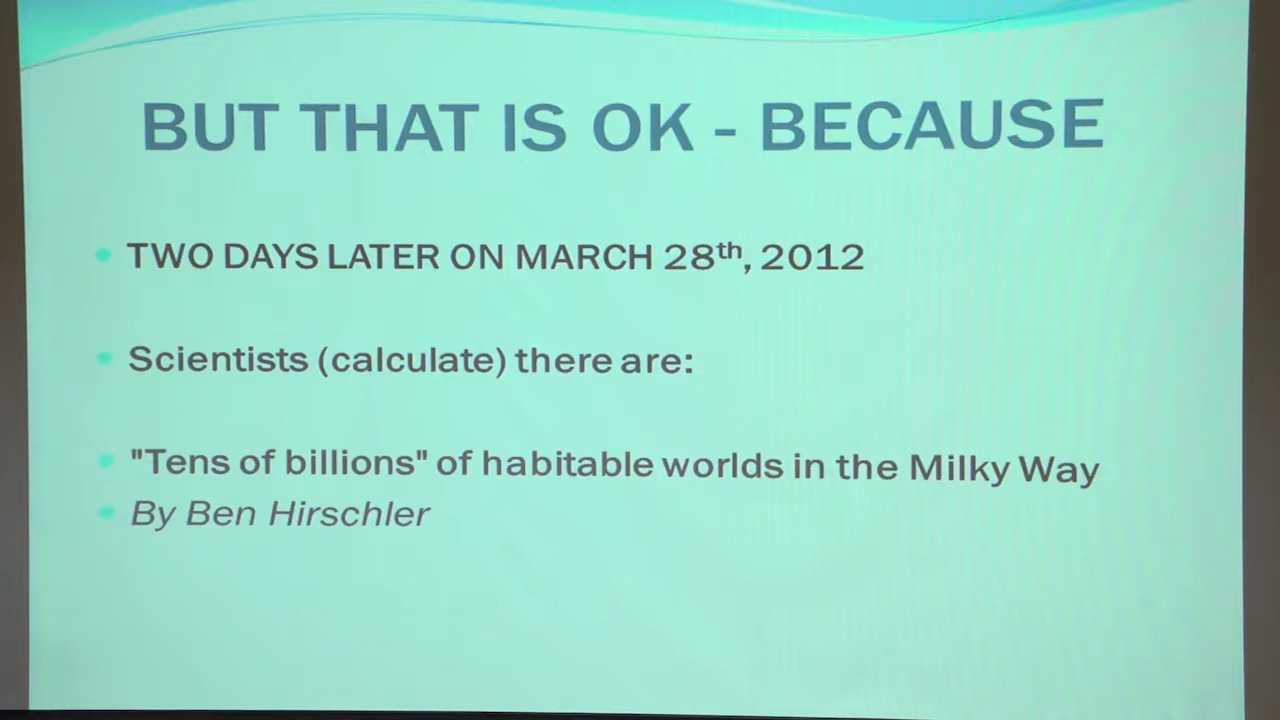 BUT THAT IS OK - BECAUSE
TWO DAYS LATER ON MARCH 28th, 2012
Scientists (calculate) there are:
"Tens of billions" of habitable worlds in the Milky Way
By Ben Hirschler